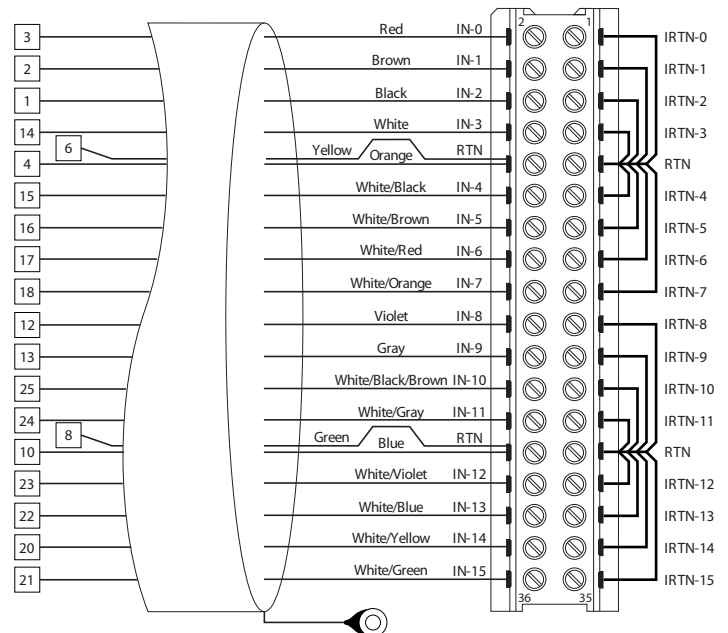 2 1
3 Red IN-0 IRTN-0
2 Brown IN-1 IRTN-1
1 Black IN-2 IRTN-2
14 White IN-3 IRTN-3
6 Yellow Orange RTN
4 RTN
15 White/Black IN-4 IRTN-4
16 White/Brown IN-5 IRTN-5
17 White/Red IN-6 IRTN-6
18 White/Orange IN-7 IRTN-7
12 Violet IN-8 IRTN-8
13 Gray IN-9 IRTN-9
25 White/Black/Brown IN-10 IRTN-10
24 White/Gray IN-11 IRTN-11
8 Green Blue RTN
10 RTN
23 White/Violet IN-12 IRTN-12
22 White/Blue IN-13 IRTN-13
20 White/Yellow IN-14 IRTN-14
21 White/Green IN-15 IRTN-15
36 35